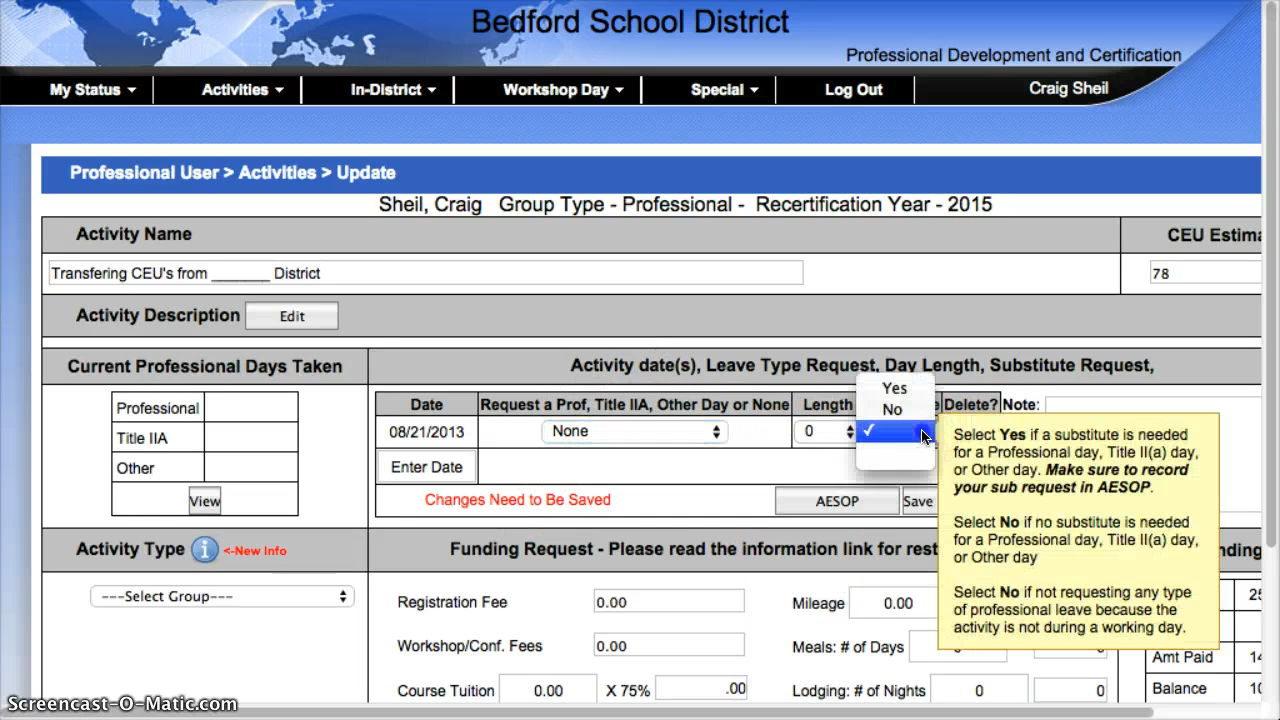 Bedford School District
Professional Development and Certification
My Status Activities In-District Workshop Day Special Log Out Craig Sheil
Professional User > Activities > Update
Sheil, Craig Group Type - Professional - Recertification Year - 2015
Activity Name CEU Estima
Transfering CEU's from _______ District 78
Activity Description Edit
Current Professional Days Taken Activity date(s), Leave Type Request, Day Length, Substitute Request,
Professional
Title IIA
Other
View
Date Request a Prof, Title IIA, Other Day or None Length Delete? Note:
08/21/2013 None 0
Yes
No
Enter Date
Changes Need to Be Saved AESOP Save
Select Yes if a substitute is needed
for a Professional day, Title II(a) day,
or Other day. Make sure to record
your sub request in AESOP.
Select No if no substitute is needed
for a Professional day, Title II(a) day,
or Other day
Select No if not requesting any type
of professional leave because the
activity is not during a working day.
Activity Type i <-New Info Funding Request - Please read the information link for rest nding
---Select Group---
Registration Fee 0.00 Mileage 0.00
Workshop/Conf. Fees 0.00 Meals: # of Days
Course Tuition 0.00 X 75% .00 Lodging: # of Nights 0 0
Amt Paid
Balance
Screencast-O-Matic.com